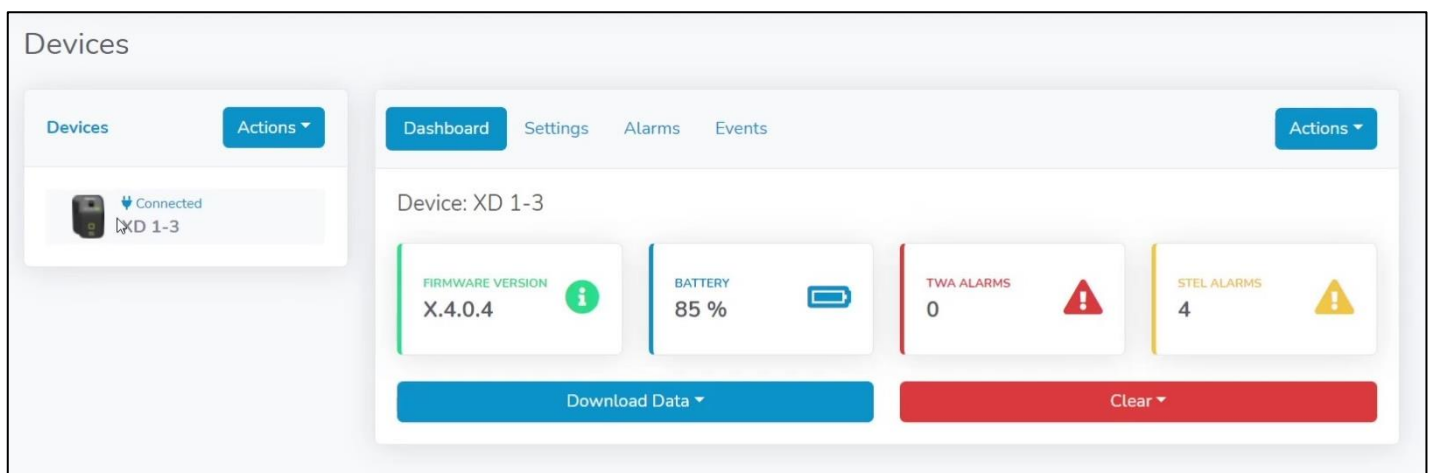 Devices
Devices
Actions
Connected
XD 1-3
Dashboard Settings Alarms Events Actions
Device: XD 1-3
FIRMWARE VERSION
X.4.0.4
BATTERY
85 %
TWA ALARMS
0
STEL ALARMS
4
Download Data
Clear